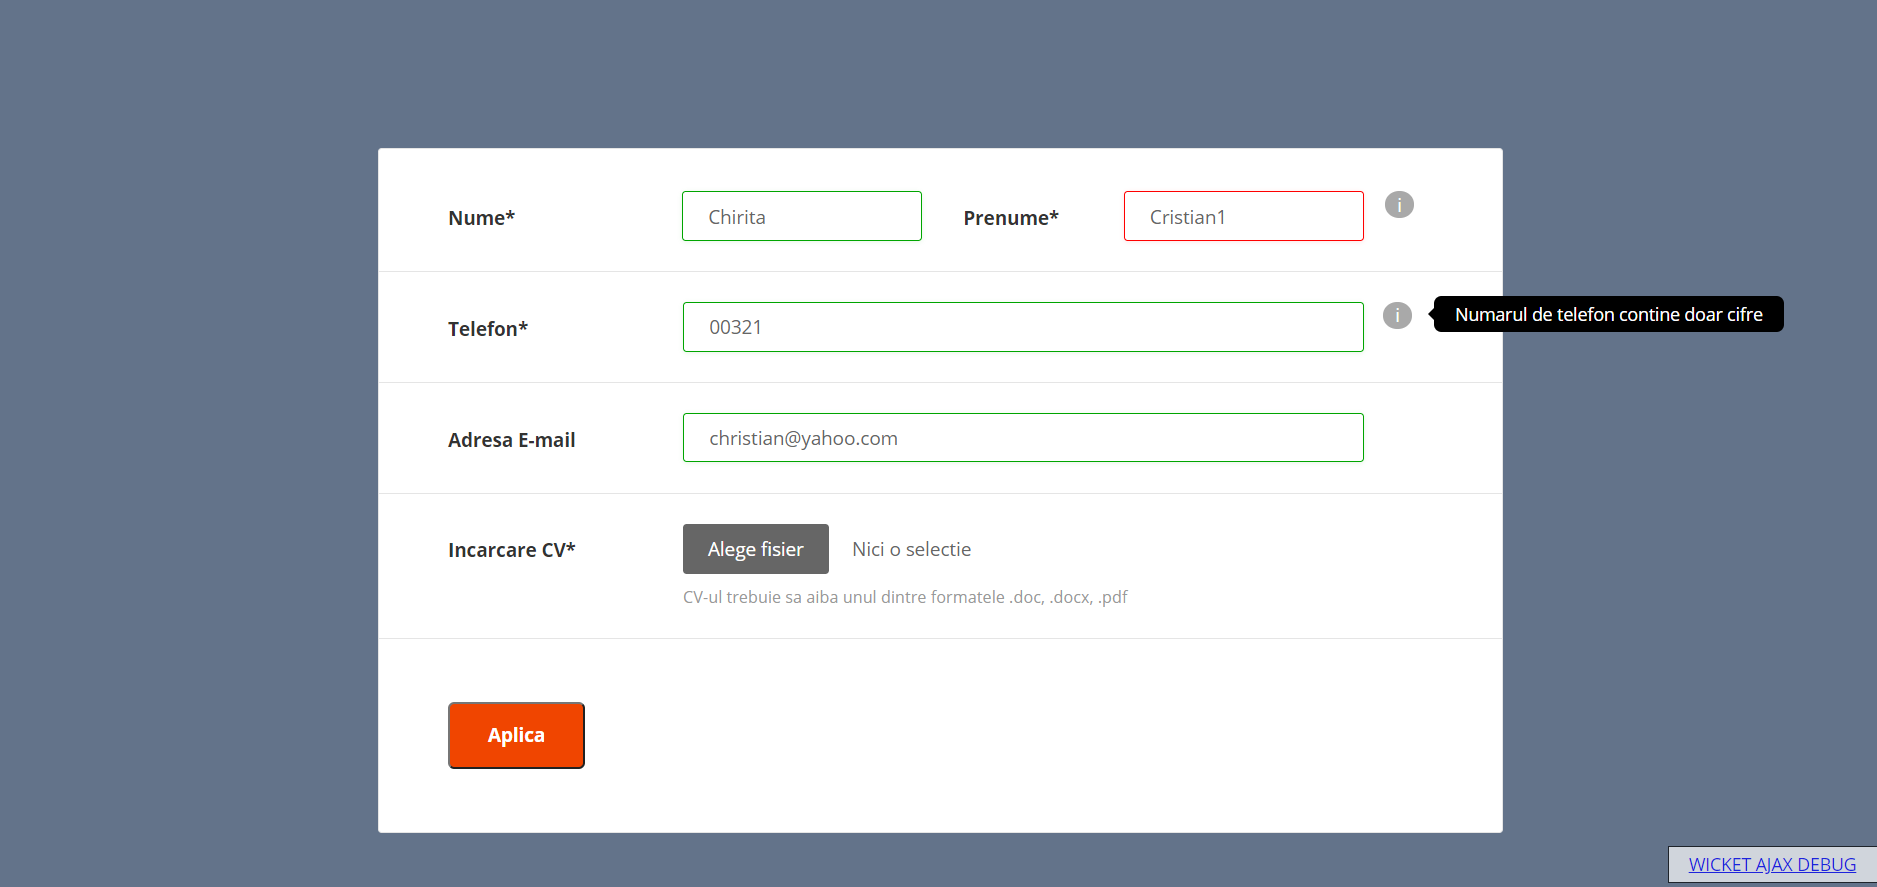 Nume*
Chirita
Prenume*
Cristian1
i
Telefon*
00321
i
Numarul de telefon contine doar cifre
Adresa E-mail
christian@yahoo.com
Incarcare CV*
Alege fisier
Nici o selectie
CV-ul trebuie sa aiba unul dintre formatele .doc, .docx, .pdf
Aplica
WICKET AJAX DEBUG